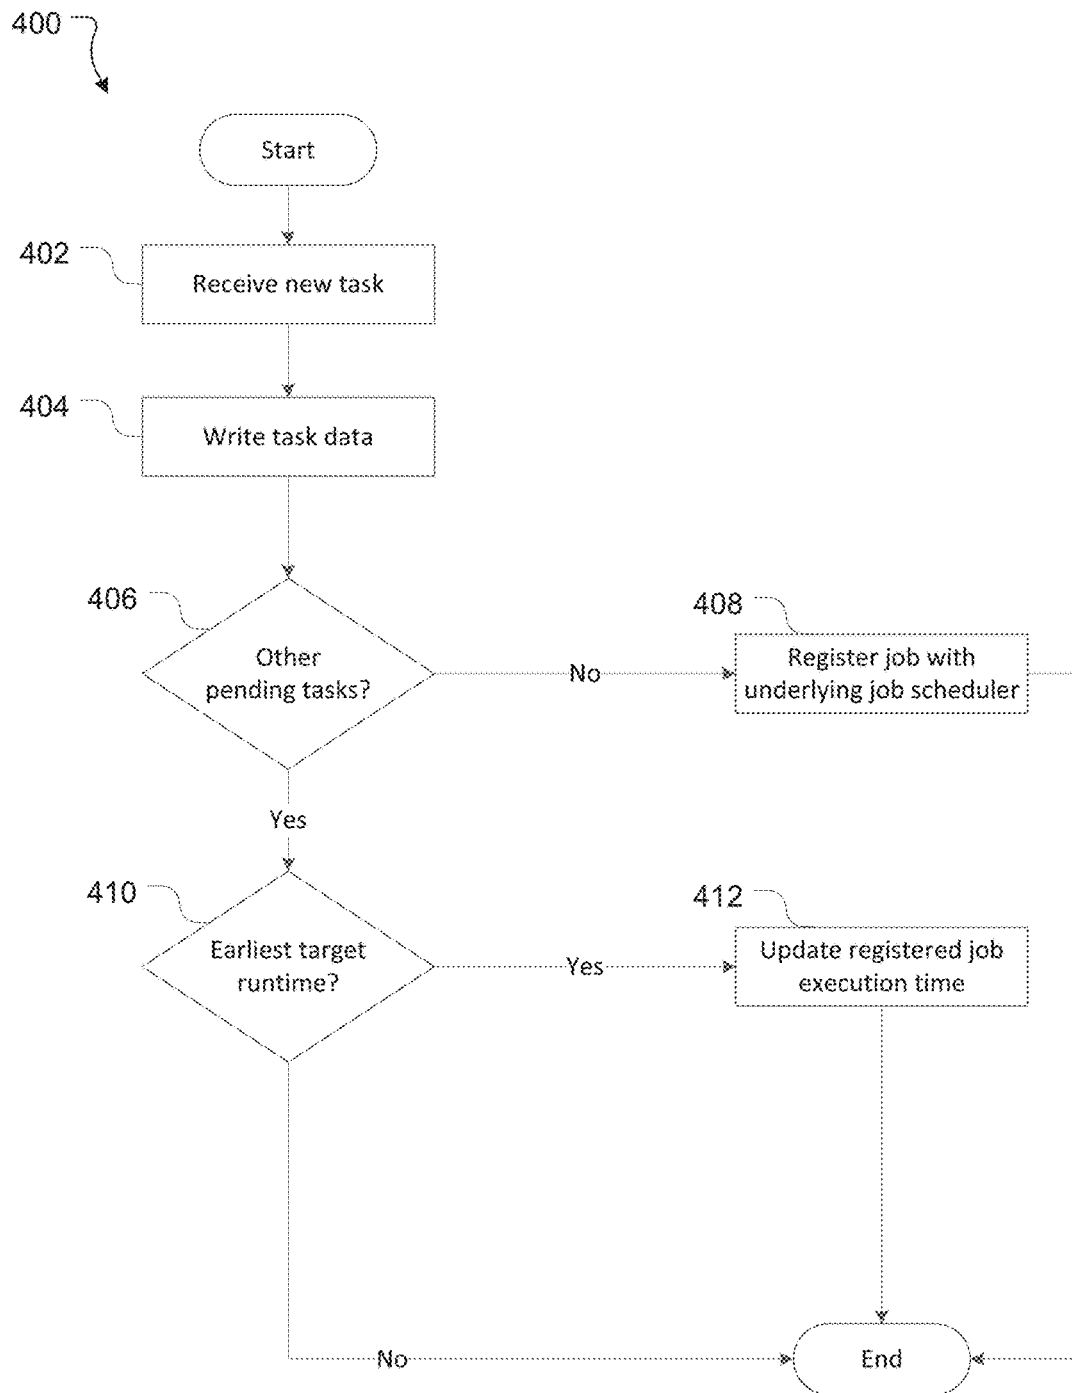 400
Start
402
Receive new task
404
Write task data
406
Other
pending tasks?
No
408
Register job with
underlying job scheduler
Yes
410
Earliest target
runtime?
Yes
412
Update registered job
execution time
No
End